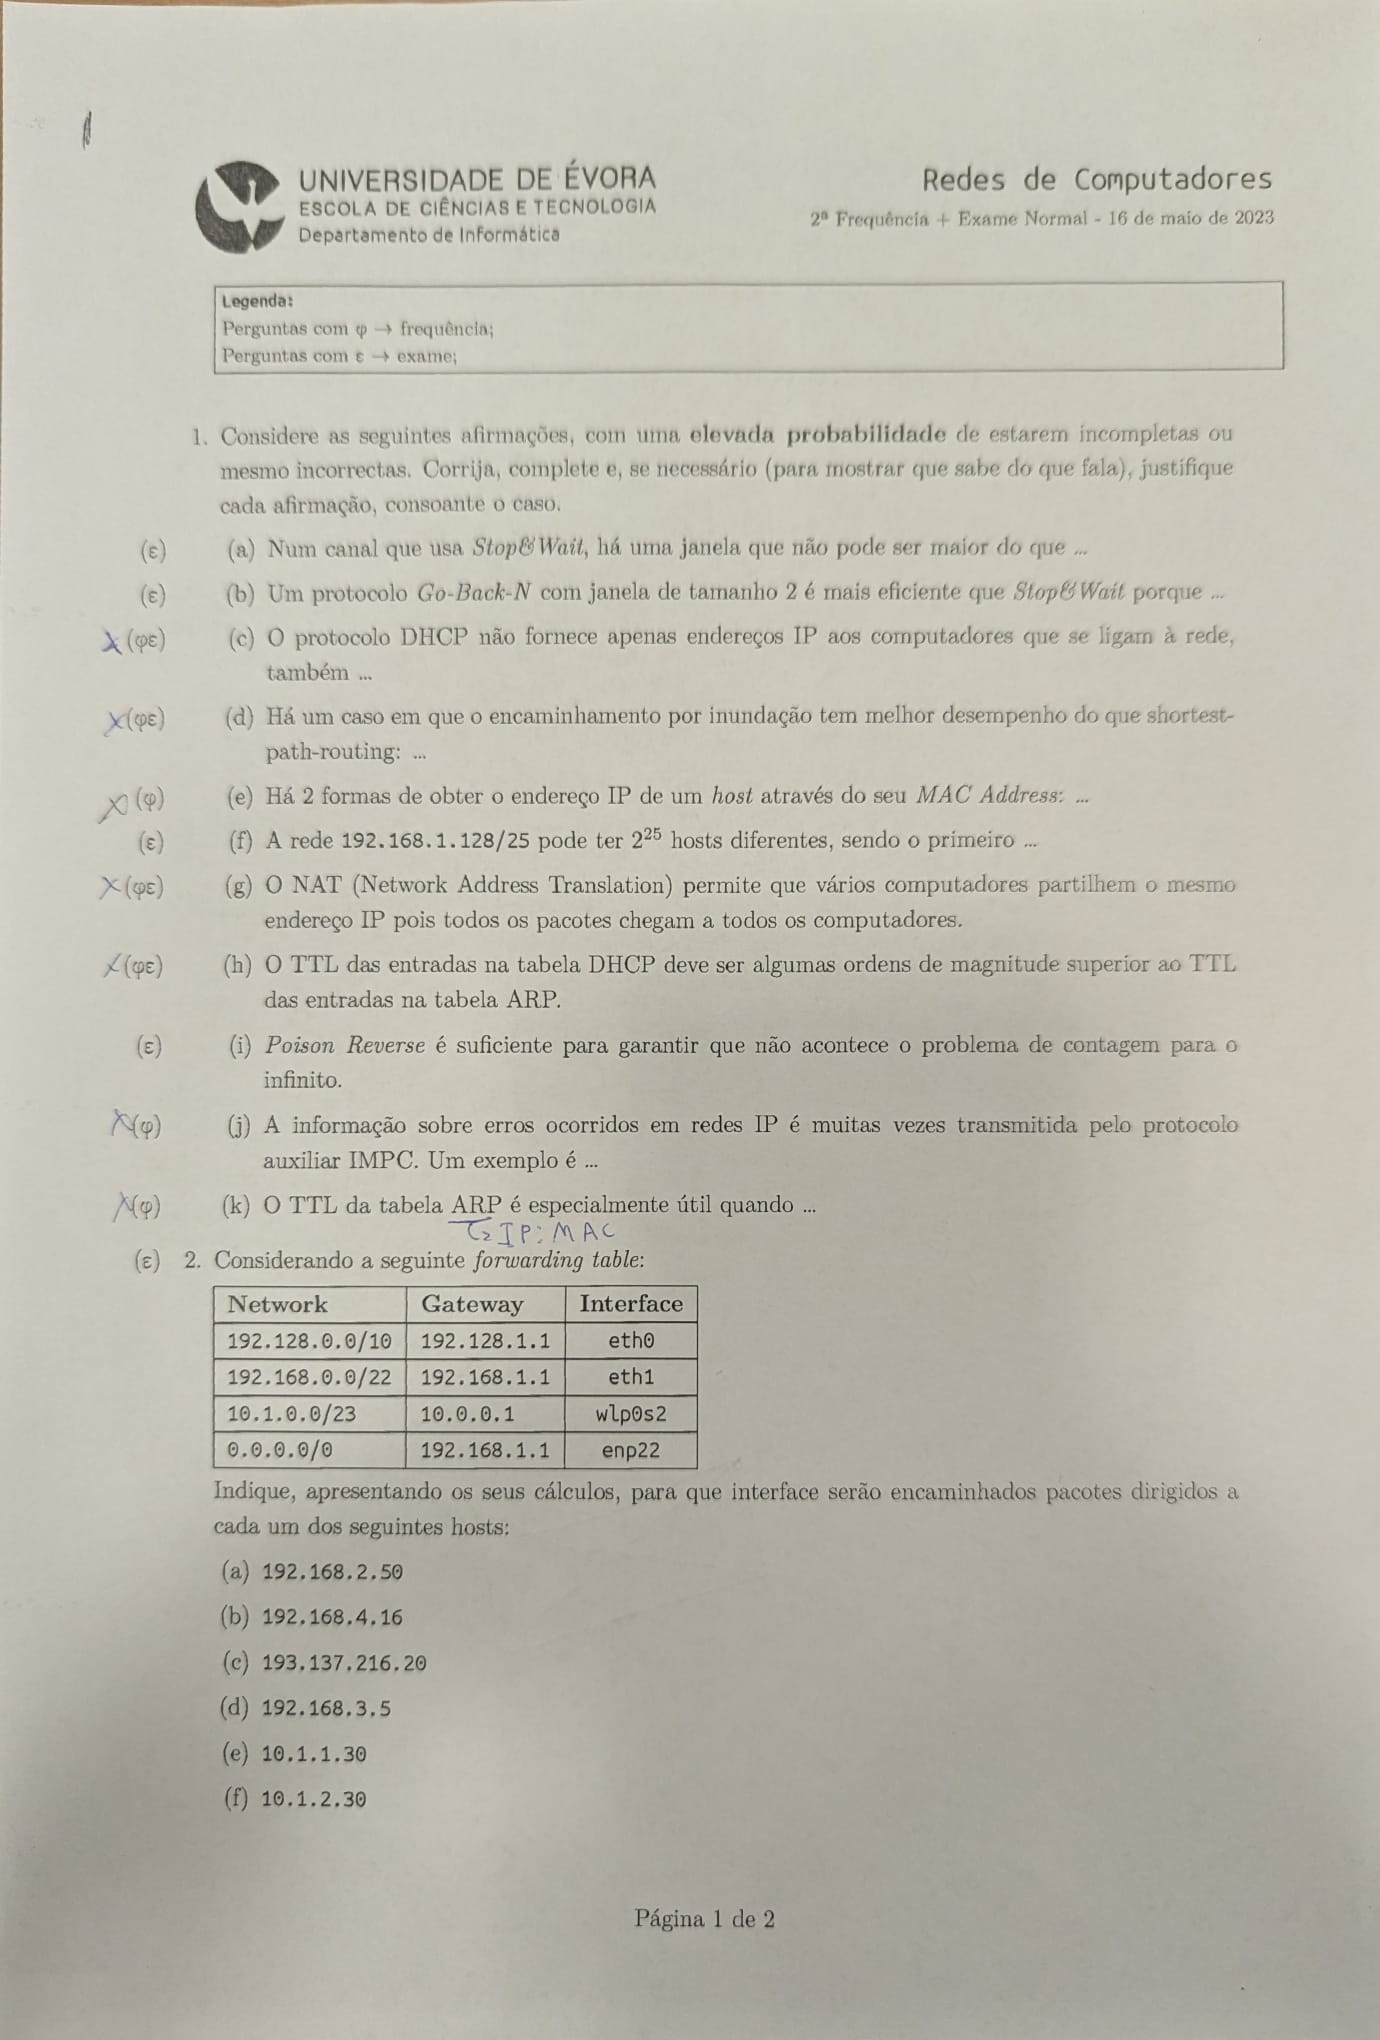 UNIVERSIDADE DE ÉVORA
ESCOLA DE CIÊNCIAS E TECNOLOGIA
Departamento de Informática
Redes de Computadores
2ª Frequência + Exame Normal - 16 de maio de 2023
Legenda:
Perguntas com φ → frequência;
Perguntas com ε → exame;
1. Considere as seguintes afirmações, com uma elevada probabilidade de estarem incompletas ou
mesmo incorrectas. Corrija, complete e, se necessário (para mostrar que sabe do que fala), justifique
cada afirmação, consoante o caso.
(ε) (a) Num canal que usa Stop&Wait, há uma janela que não pode ser maior do que ...
(ε) (b) Um protocolo Go-Back-N com janela de tamanho 2 é mais eficiente que Stop&Wait porque ...
X (φε) (c) O protocolo DHCP não fornece apenas endereços IP aos computadores que se ligam à rede,
também ...
X (φε) (d) Há um caso em que o encaminhamento por inundação tem melhor desempenho do que shortest-
path-routing: ...
X (φ) (e) Há 2 formas de obter o endereço IP de um host através do seu MAC Address: ...
(ε) (f) A rede 192.168.1.128/25 pode ter 2²⁵ hosts diferentes, sendo o primeiro ...
X (φε) (g) O NAT (Network Address Translation) permite que vários computadores partilhem o mesmo
endereço IP pois todos os pacotes chegam a todos os computadores.
X (φε) (h) O TTL das entradas na tabela DHCP deve ser algumas ordens de magnitude superior ao TTL
das entradas na tabela ARP.
(ε) (i) Poison Reverse é suficiente para garantir que não acontece o problema de contagem para o
infinito.
X (φ) (j) A informação sobre erros ocorridos em redes IP é muitas vezes transmitida pelo protocolo
auxiliar IMPC. Um exemplo é ...
X (φ) (k) O TTL da tabela ARP é especialmente útil quando ...
IP: MAC
(ε) 2. Considerando a seguinte forwarding table:
Network Gateway Interface
192.128.0.0/10 192.128.1.1 eth0
192.168.0.0/22 192.168.1.1 eth1
10.1.0.0/23 10.0.0.1 wlp0s2
0.0.0.0/0 192.168.1.1 enp22
Indique, apresentando os seus cálculos, para que interface serão encaminhados pacotes dirigidos a
cada um dos seguintes hosts:
(a) 192.168.2.50
(b) 192.168.4.16
(c) 193.137.216.20
(d) 192.168.3.5
(e) 10.1.1.30
(f) 10.1.2.30
Página 1 de 2